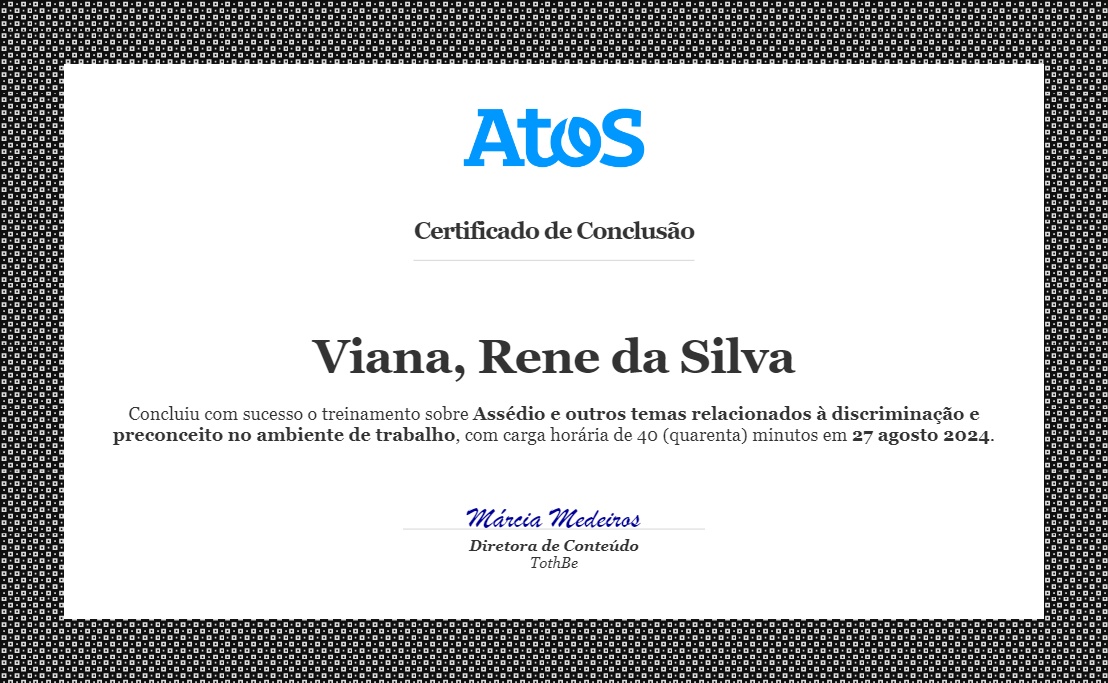 Atos
Certificado de Conclusão
Viana, Rene da Silva
Concluiu com sucesso o treinamento sobre Assédio e outros temas relacionados à discriminação e
preconceito no ambiente de trabalho, com carga horária de 40 (quarenta) minutos em 27 agosto 2024.
Márcia Medeiros
Diretora de Conteúdo
TothBe